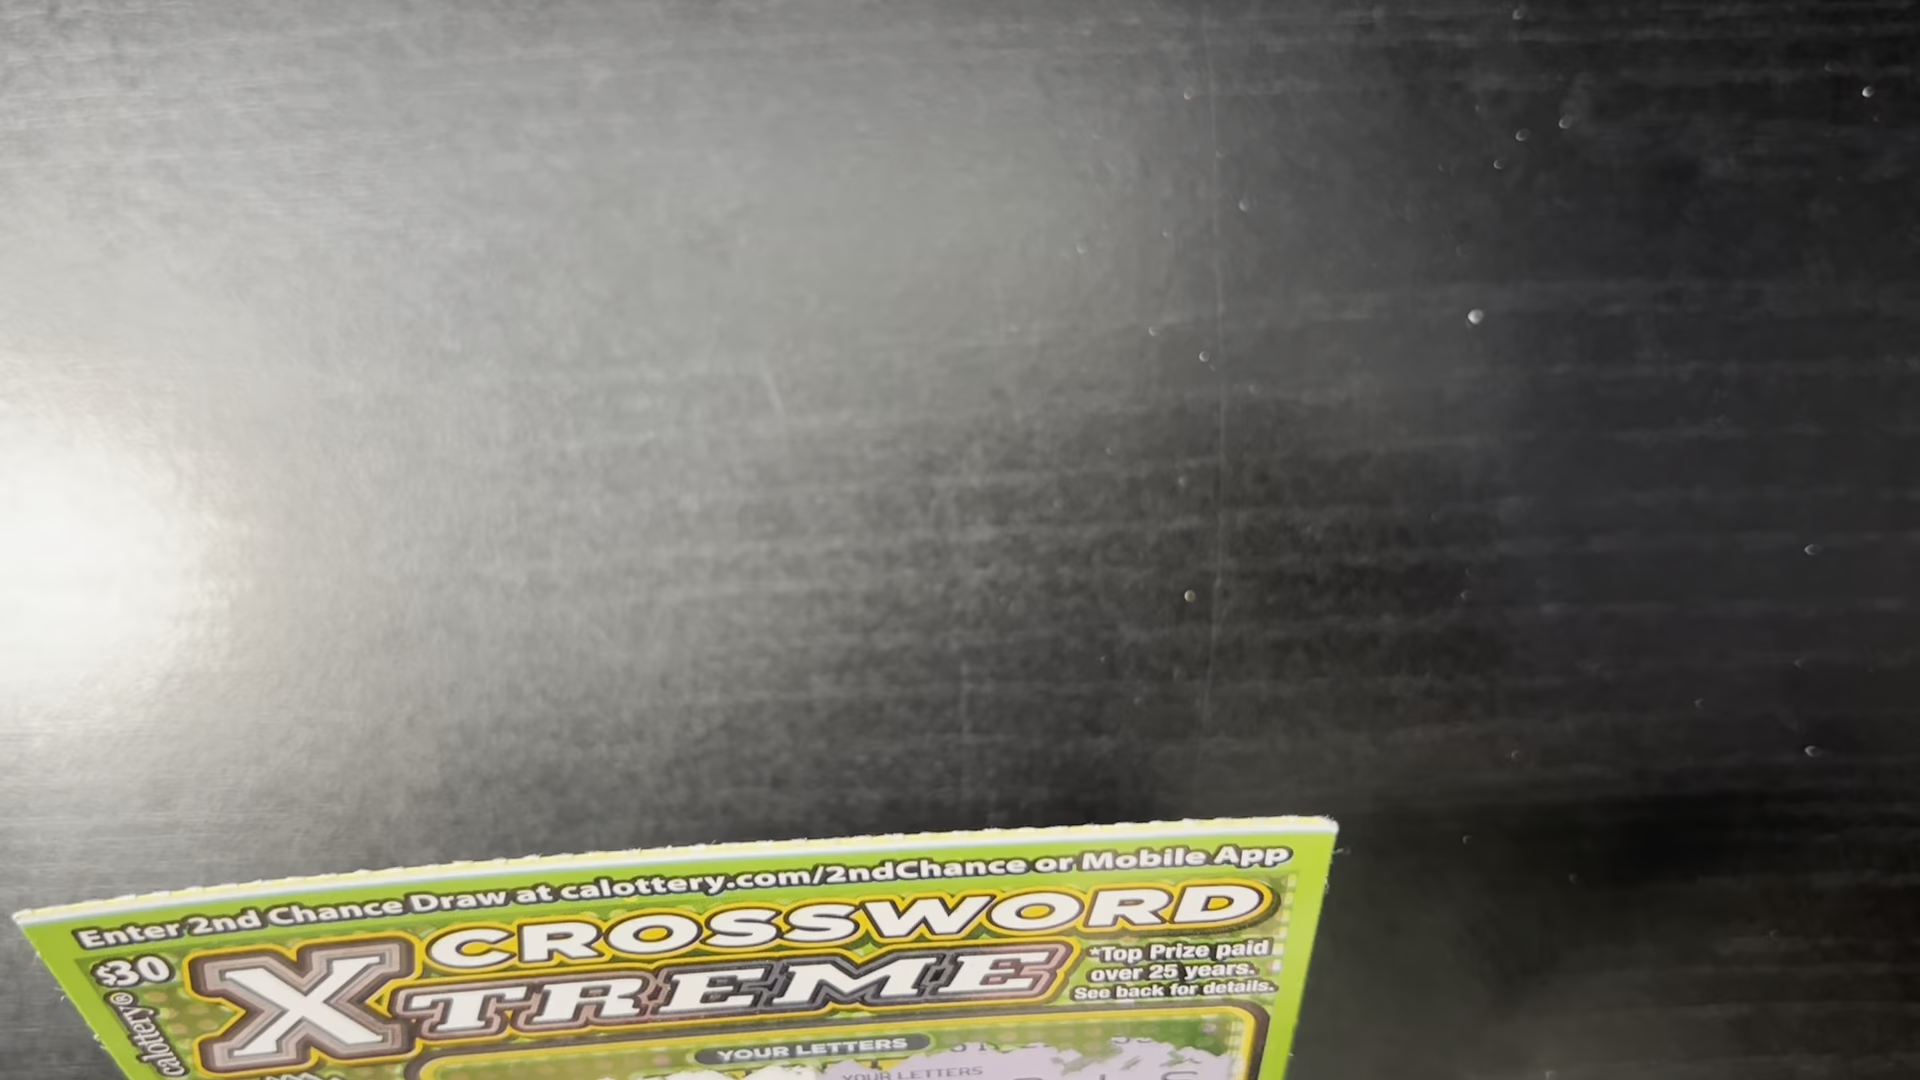 Enter 2nd Chance Draw at calottery.com/2ndChance or Mobile App
$30
CROSSWORD
XTREME
*Top Prize paid
over 25 years.
See back for details.
calottery®
YOUR LETTERS
YOUR LETTERS